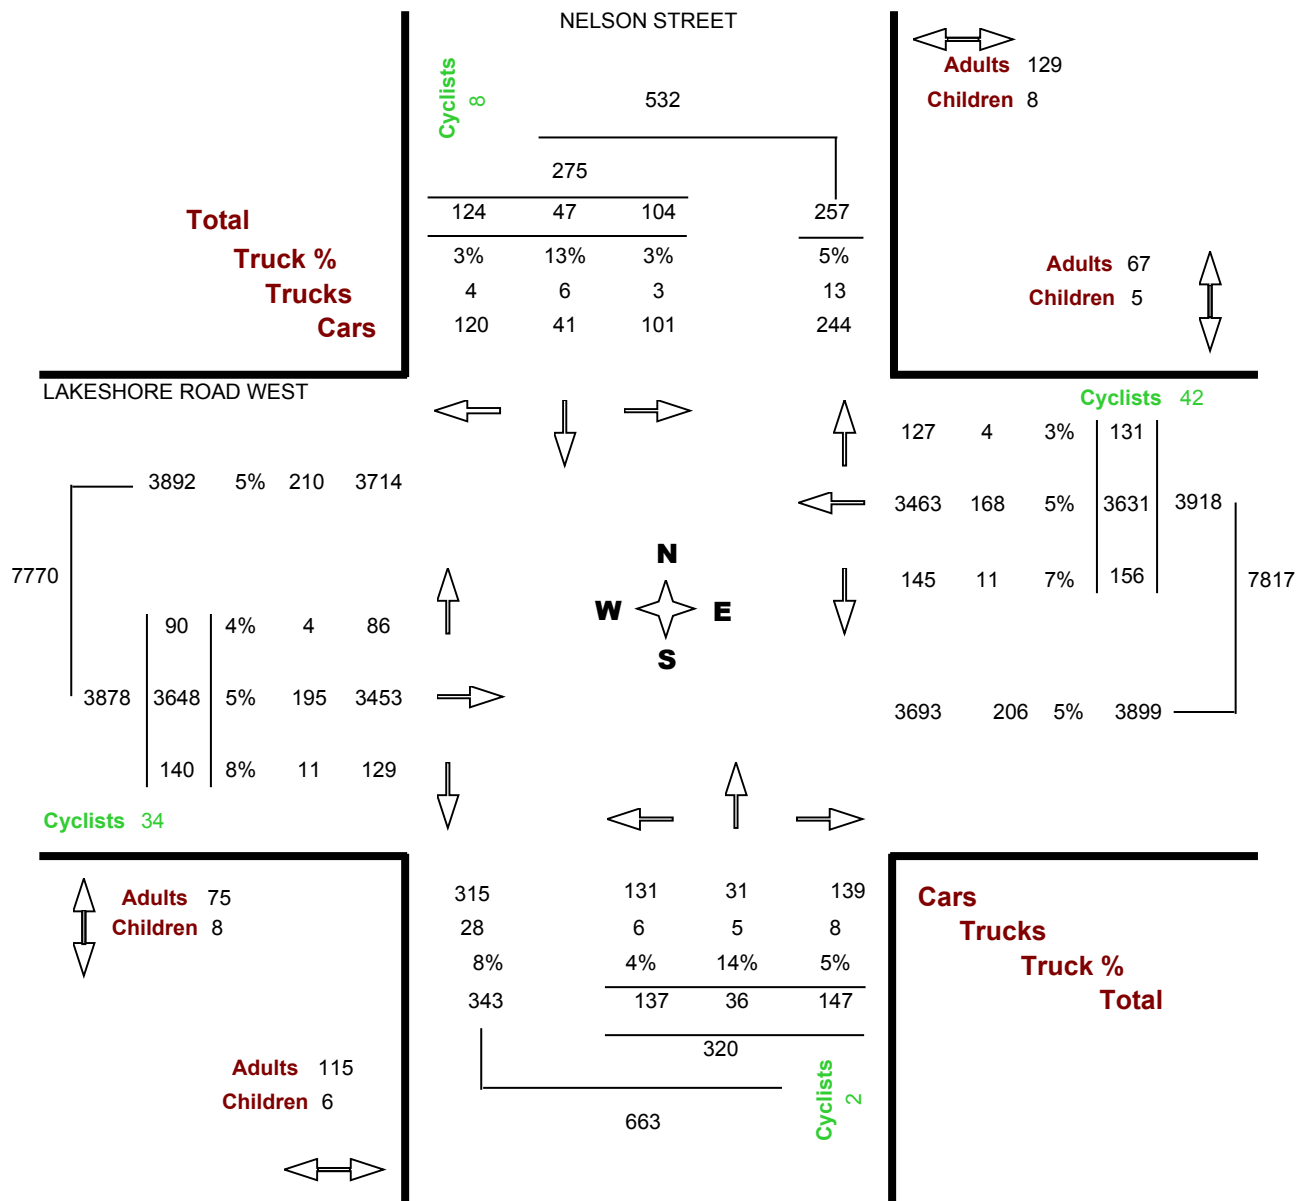 NELSON STREET
Adults 129
Children 8
Cyclists 8
532
275
Total 124 47 104 257
Truck % 3% 13% 3% 5%
Trucks 4 6 3 13
Cars 120 41 101 244
Adults 67
Children 5
LAKESHORE ROAD WEST
Cyclists 42
127 4 3% 131
3892 5% 210 3714
3463 168 5% 3631 3918
N
7770
145 11 7% 156 7817
W E
S
90 4% 4 86
3878 3648 5% 195 3453
3693 206 5% 3899
140 8% 11 129
Cyclists 34
Adults 75
Children 8
315 131 31 139 Cars
28 6 5 8 Trucks
8% 4% 14% 5% Truck %
343 137 36 147 Total
320
Adults 115
Children 6
Cyclists 2
663